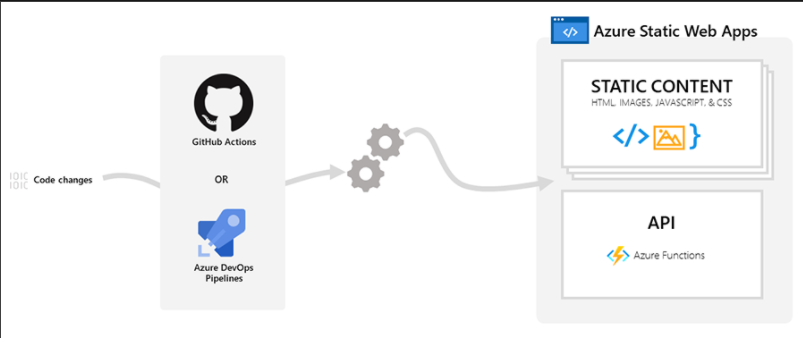 Azure Static Web Apps
STATIC CONTENT
HTML, IMAGES, JAVASCRIPT, & CSS
</> }
GitHub Actions
OR
Code changes
Azure DevOps
Pipelines
API
Azure Functions